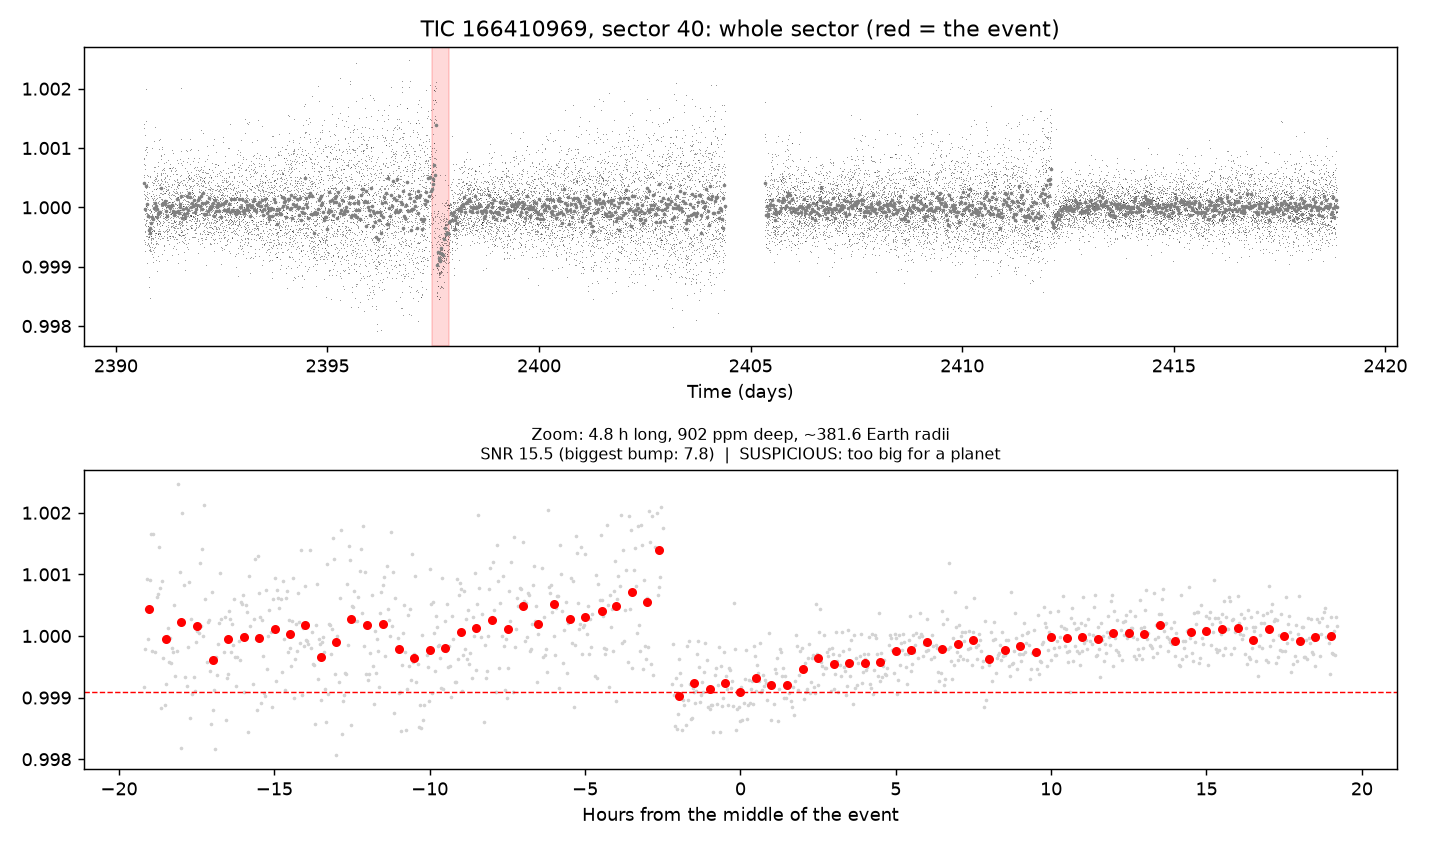 TIC 166410969, sector 40: whole sector (red = the event)
1.002
1.001
1.000
0.999
0.998
2390 2395 2400 2405 2410 2415 2420
Time (days)
Zoom: 4.8 h long, 902 ppm deep, ~381.6 Earth radii
SNR 15.5 (biggest bump: 7.8) | SUSPICIOUS: too big for a planet
1.002
1.001
1.000
0.999
0.998
−20 −15 −10 −5 0 5 10 15 20
Hours from the middle of the event